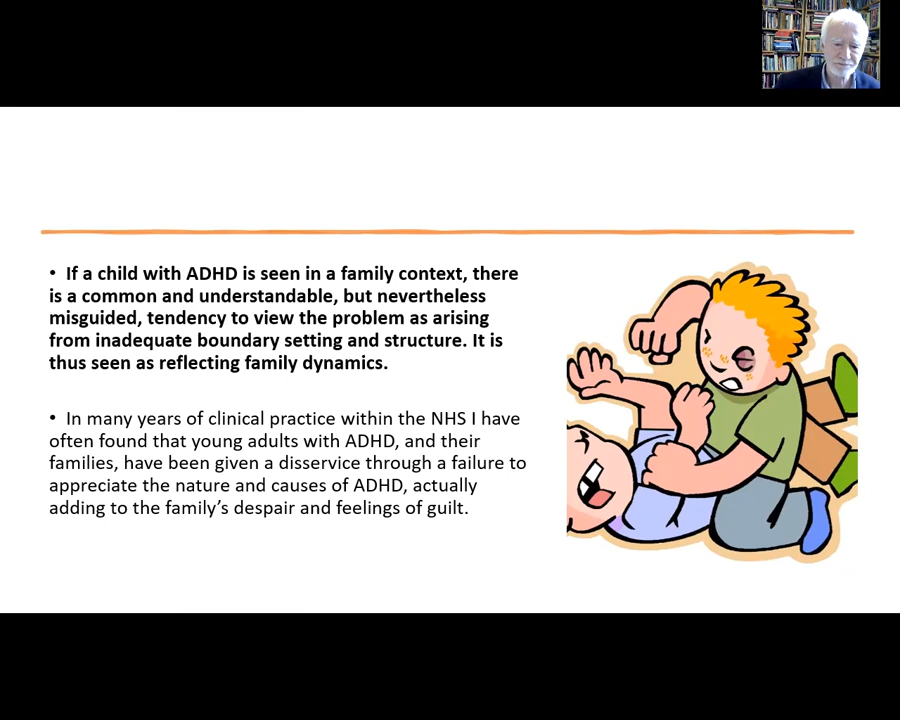 • If a child with ADHD is seen in a family context, there
is a common and understandable, but nevertheless
misguided, tendency to view the problem as arising
from inadequate boundary setting and structure. It is
thus seen as reflecting family dynamics.
• In many years of clinical practice within the NHS I have
often found that young adults with ADHD, and their
families, have been given a disservice through a failure to
appreciate the nature and causes of ADHD, actually
adding to the family’s despair and feelings of guilt.